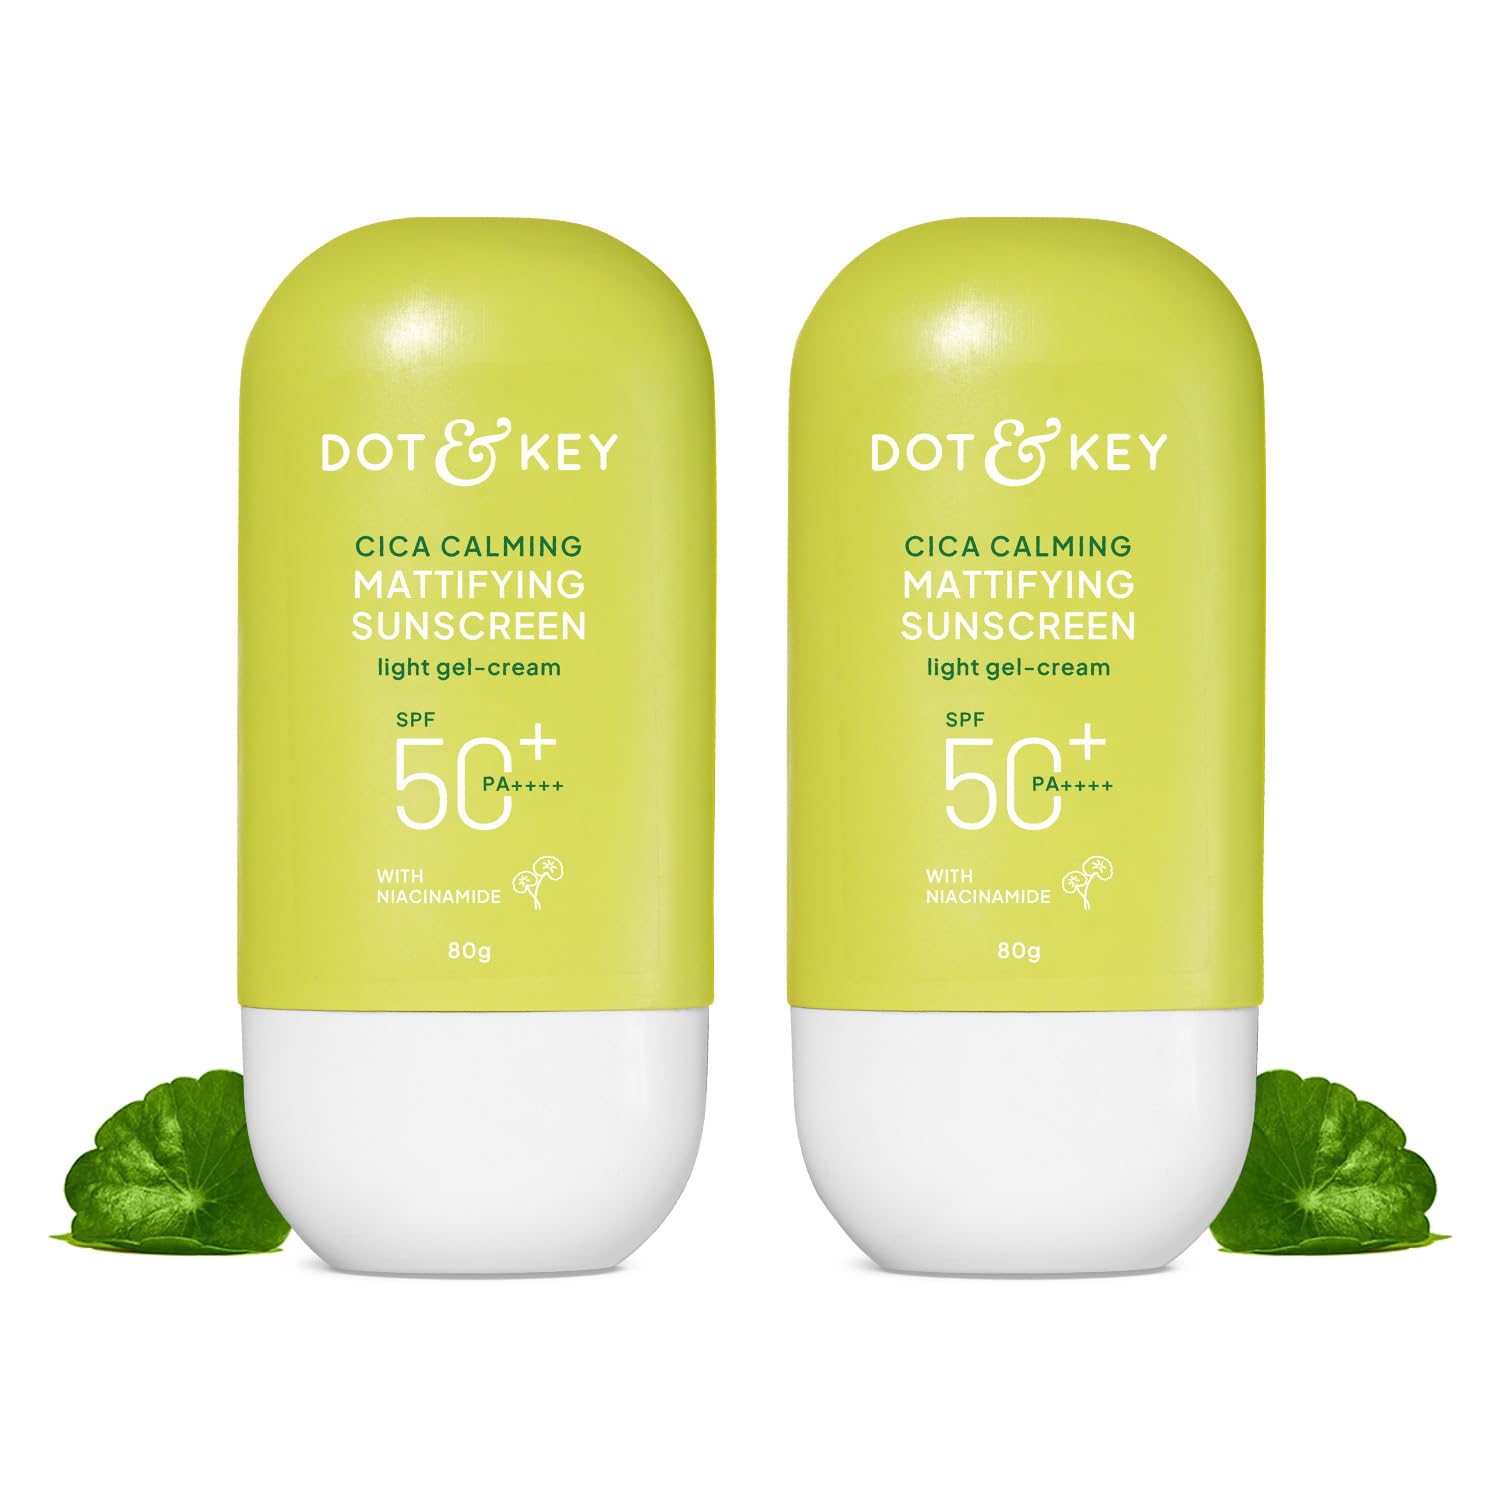 DOT & KEY
CICA CALMING
MATTIFYING
SUNSCREEN
light gel-cream
SPF
50+
PA++++
WITH
NIACINAMIDE
80g
DOT & KEY
CICA CALMING
MATTIFYING
SUNSCREEN
light gel-cream
SPF
50+
PA++++
WITH
NIACINAMIDE
80g